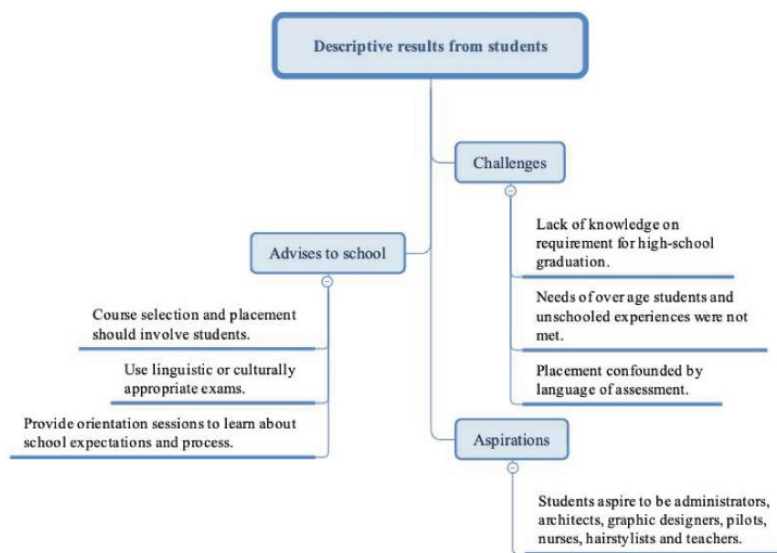 Descriptive results from students
Challenges
Lack of knowledge on
requirement for high-school
graduation.
Needs of over age students and
unschooled experiences were not
met.
Placement confounded by
language of assessment.
Advises to school
Course selection and placement
should involve students.
Use linguistic or culturally
appropriate exams.
Provide orientation sessions to learn about
school expectations and process.
Aspirations
Students aspire to be administrators,
architects, graphic designers, pilots,
nurses, hairstylists and teachers.